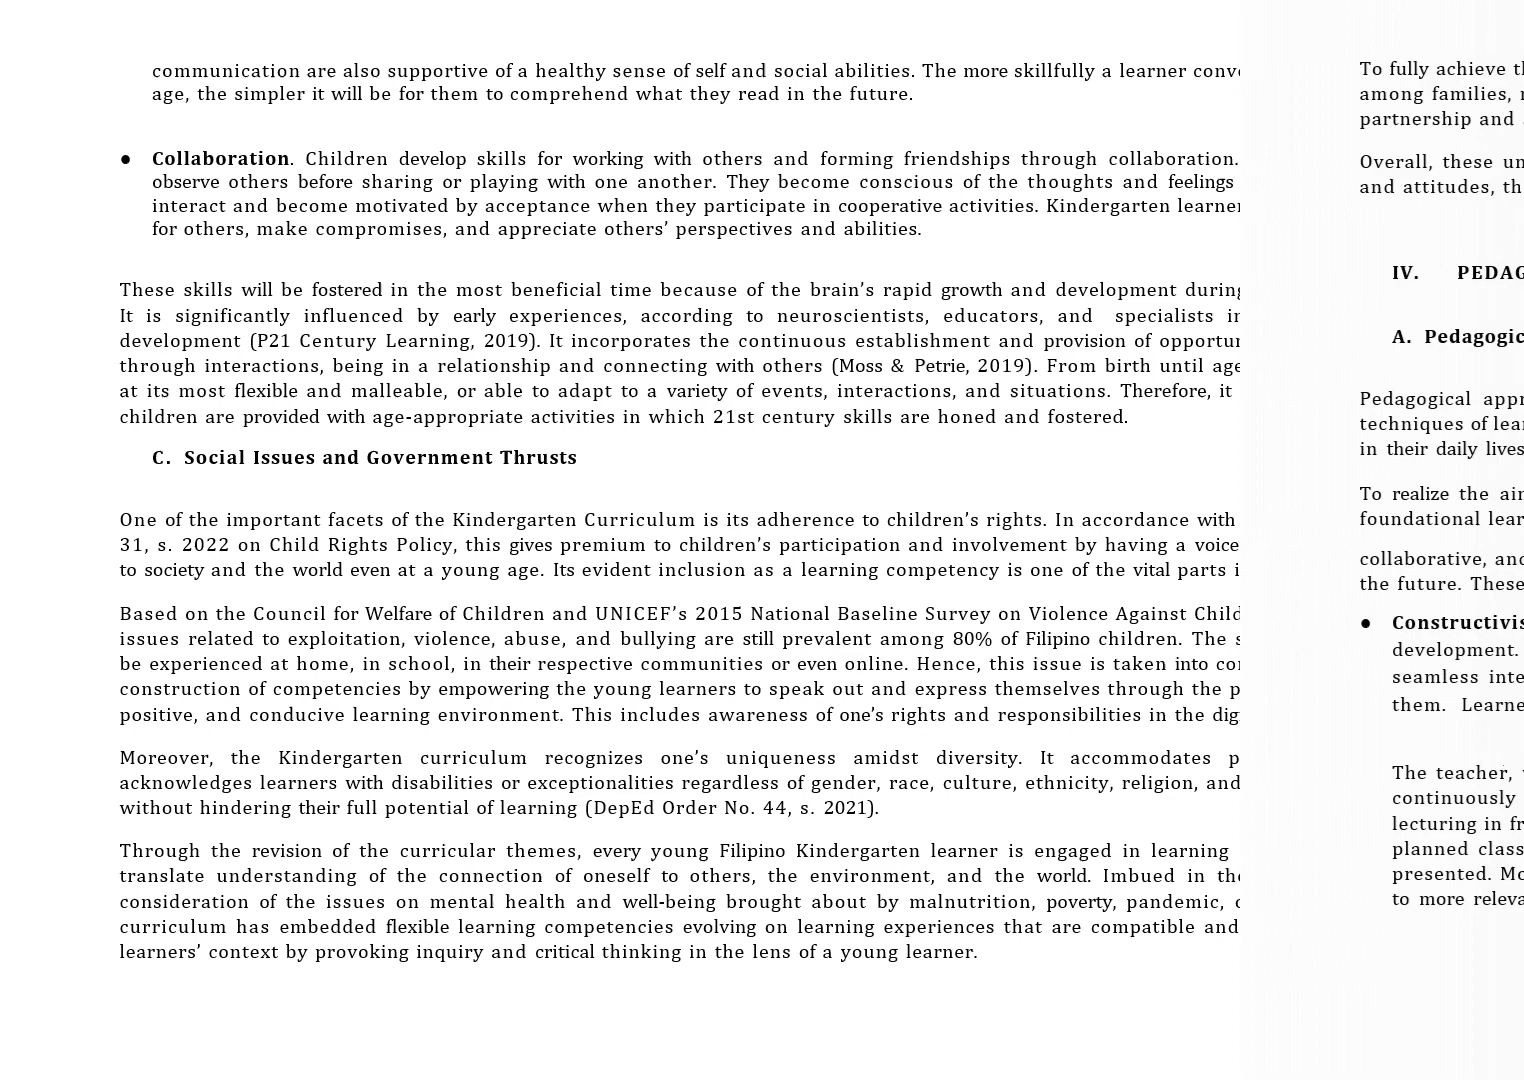 communication are also supportive of a healthy sense of self and social abilities. The more skillfully a learner
age, the simpler it will be for them to comprehend what they read in the future.
● Collaboration. Children develop skills for working with others and forming friendships through collaboration.
observe others before sharing or playing with one another. They become conscious of the thoughts and feelings
interact and become motivated by acceptance when they participate in cooperative activities. Kindergarten
for others, make compromises, and appreciate others’ perspectives and abilities.
These skills will be fostered in the most beneficial time because of the brain’s rapid growth and development during
It is significantly influenced by early experiences, according to neuroscientists, educators, and specialists
development (P21 Century Learning, 2019). It incorporates the continuous establishment and provision of
through interactions, being in a relationship and connecting with others (Moss & Petrie, 2019). From birth until age
at its most flexible and malleable, or able to adapt to a variety of events, interactions, and situations. Therefore, it
children are provided with age-appropriate activities in which 21st century skills are honed and fostered.
C. Social Issues and Government Thrusts
One of the important facets of the Kindergarten Curriculum is its adherence to children’s rights. In accordance with
31, s. 2022 on Child Rights Policy, this gives premium to children’s participation and involvement by having a voice
to society and the world even at a young age. Its evident inclusion as a learning competency is one of the vital parts
Based on the Council for Welfare of Children and UNICEF’s 2015 National Baseline Survey on Violence Against
issues related to exploitation, violence, abuse, and bullying are still prevalent among 80% of Filipino children. The
be experienced at home, in school, in their respective communities or even online. Hence, this issue is taken into
construction of competencies by empowering the young learners to speak out and express themselves through the
positive, and conducive learning environment. This includes awareness of one’s rights and responsibilities in the
Moreover, the Kindergarten curriculum recognizes one’s uniqueness amidst diversity. It accommodates
acknowledges learners with disabilities or exceptionalities regardless of gender, race, culture, ethnicity, religion, and
without hindering their full potential of learning (DepEd Order No. 44, s. 2021).
Through the revision of the curricular themes, every young Filipino Kindergarten learner is engaged in learning
translate understanding of the connection of oneself to others, the environment, and the world. Imbued in
consideration of the issues on mental health and well-being brought about by malnutrition, poverty, pandemic,
curriculum has embedded flexible learning competencies evolving on learning experiences that are compatible and
learners’ context by provoking inquiry and critical thinking in the lens of a young learner.
To fully achieve
among families,
partnership and
Overall, these
and attitudes,
IV.
A.
Pedagogical
techniques of
in their daily lives
To realize the
foundational
collaborative,
the future. These
●
development.
seamless
them.
The teacher,
continuously
lecturing in
planned
presented.
to more